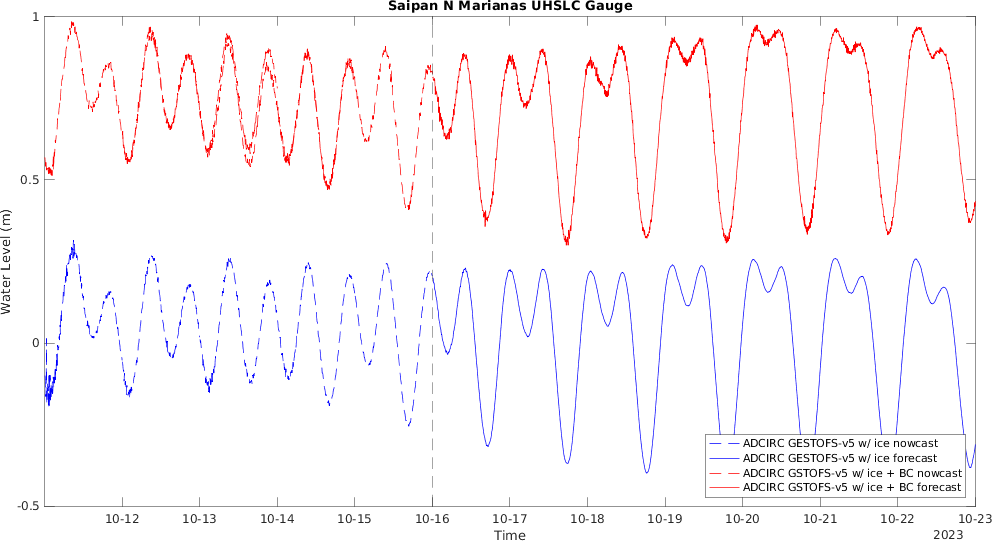 Saipan N Marianas UHSLC Gauge
1
0.5
0
-0.5
Water Level (m)
ADCIRC GESTOFS-v5 w/ ice nowcast
ADCIRC GESTOFS-v5 w/ ice forecast
ADCIRC GSTOFS-v5 w/ ice + BC nowcast
ADCIRC GSTOFS-v5 w/ ice + BC forecast
10-12 10-13 10-14 10-15 10-16 10-17 10-18 10-19 10-20 10-21 10-22 10-23
Time
2023